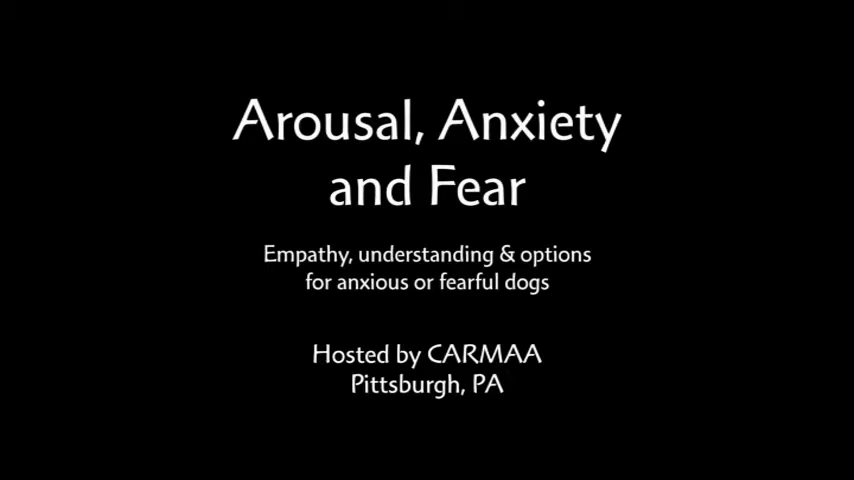 Arousal, Anxiety
and Fear
Empathy, understanding & options
for anxious or fearful dogs
Hosted by CARMAA
Pittsburgh, PA